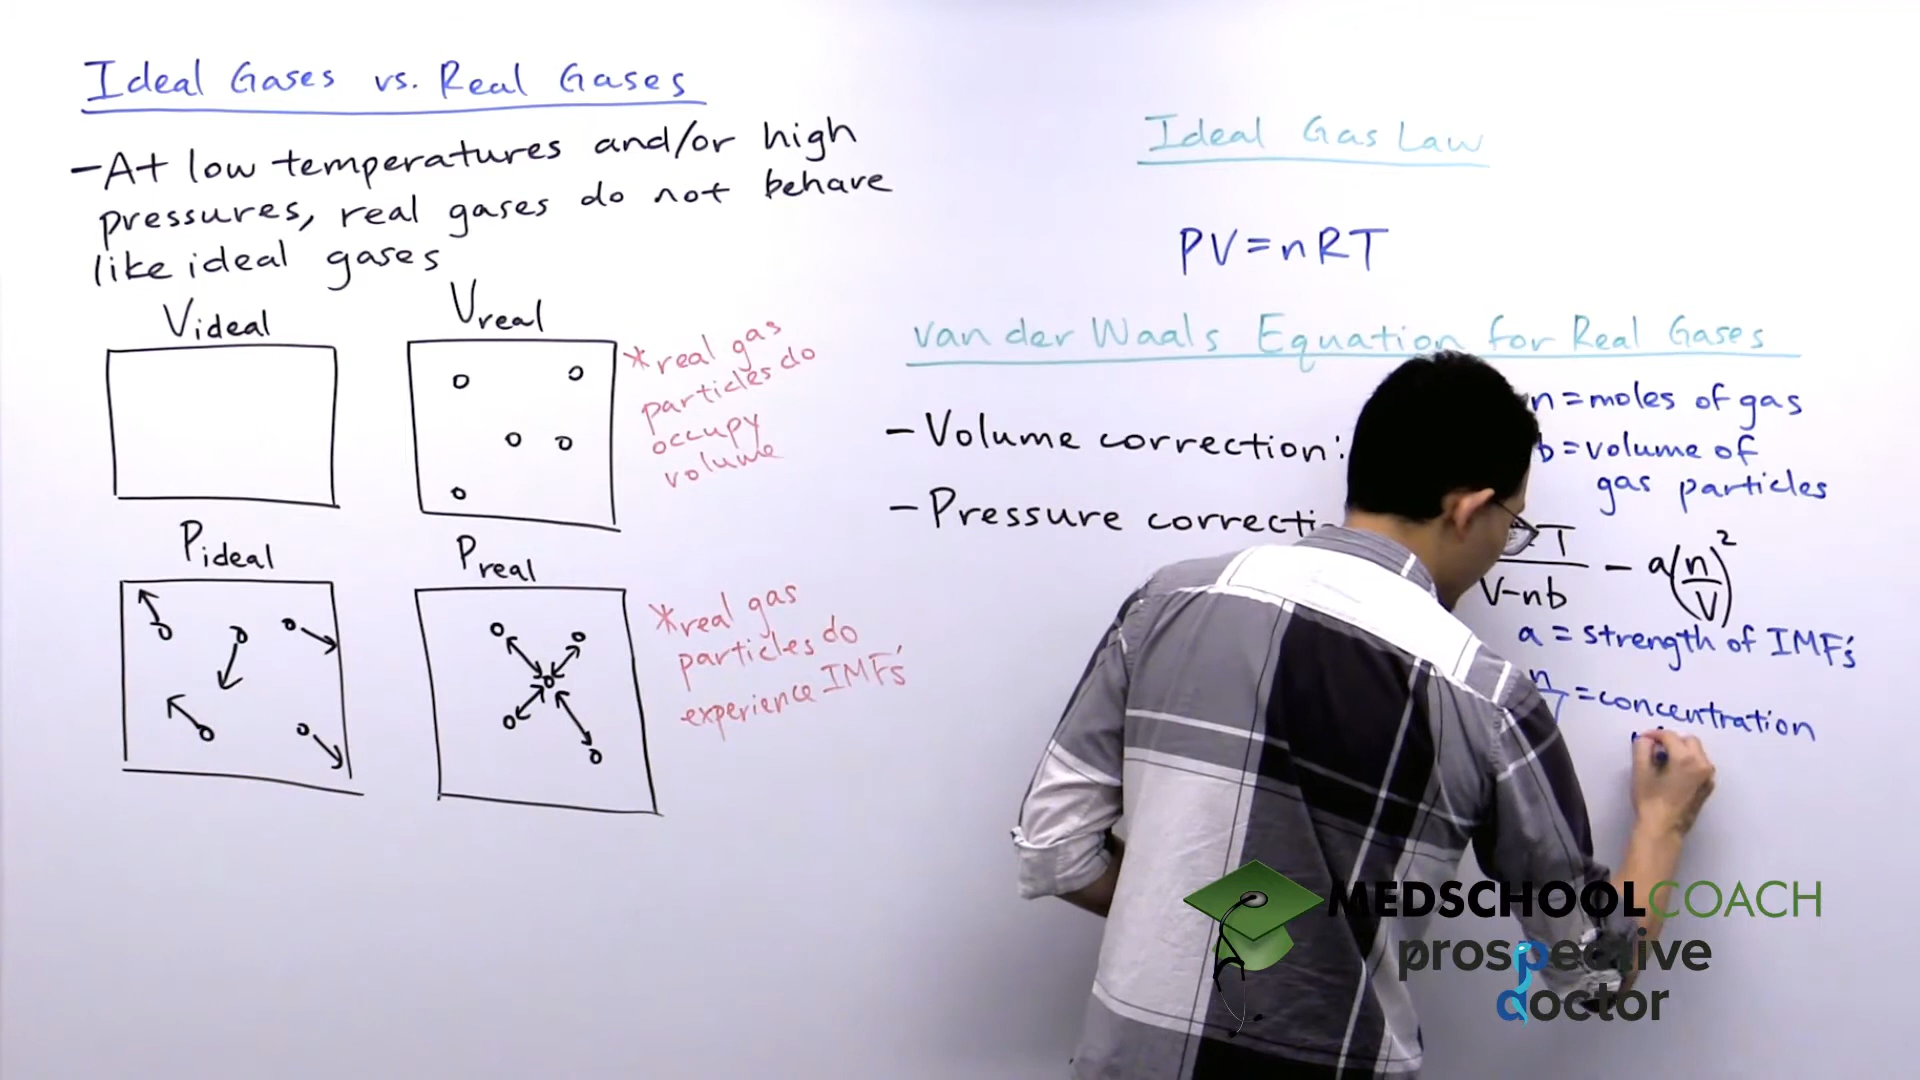 Ideal Gases vs. Real Gases
-At low temperatures and/or high
pressures, real gases do not behave
like ideal gases
Videal
Vreal
*real gas
particles do
occupy
volume
Pideal
Preal
*real gas
particles do
experience IMF's
Ideal Gas Law
PV=nRT
van der Waals Equation for Real Gases
- Volume correction:
n=moles of gas
b=volume of
gas particles
- Pressure correcti
T
V-nb
- a(n/V)²
a = strength of IMF's
n
=concentration
MEDSCHOOLCOACH
prospective
doctor